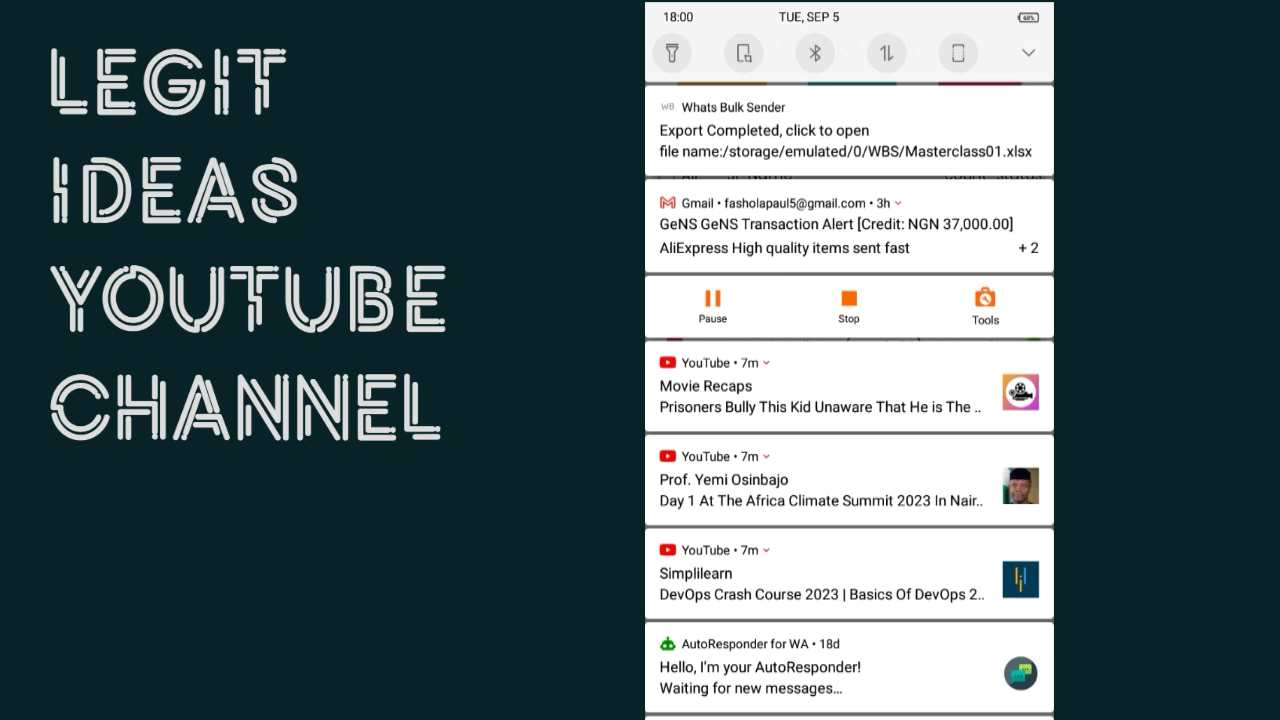 LEGIT
IDEAS
YOUTUBE
CHANNEL
18:00
TUE, SEP 5
68%
WB Whats Bulk Sender
Export Completed, click to open
file name:/storage/emulated/0/WBS/Masterclass01.xlsx
Gmail • fasholapaul5@gmail.com • 3h
GeNS GeNS Transaction Alert [Credit: NGN 37,000.00]
AliExpress High quality items sent fast + 2
Pause
Stop
Tools
YouTube • 7m
Movie Recaps
Prisoners Bully This Kid Unaware That He is The ..
YouTube • 7m
Prof. Yemi Osinbajo
Day 1 At The Africa Climate Summit 2023 In Nair..
YouTube • 7m
Simplilearn
DevOps Crash Course 2023 | Basics Of DevOps 2..
AutoResponder for WA • 18d
Hello, I'm your AutoResponder!
Waiting for new messages...